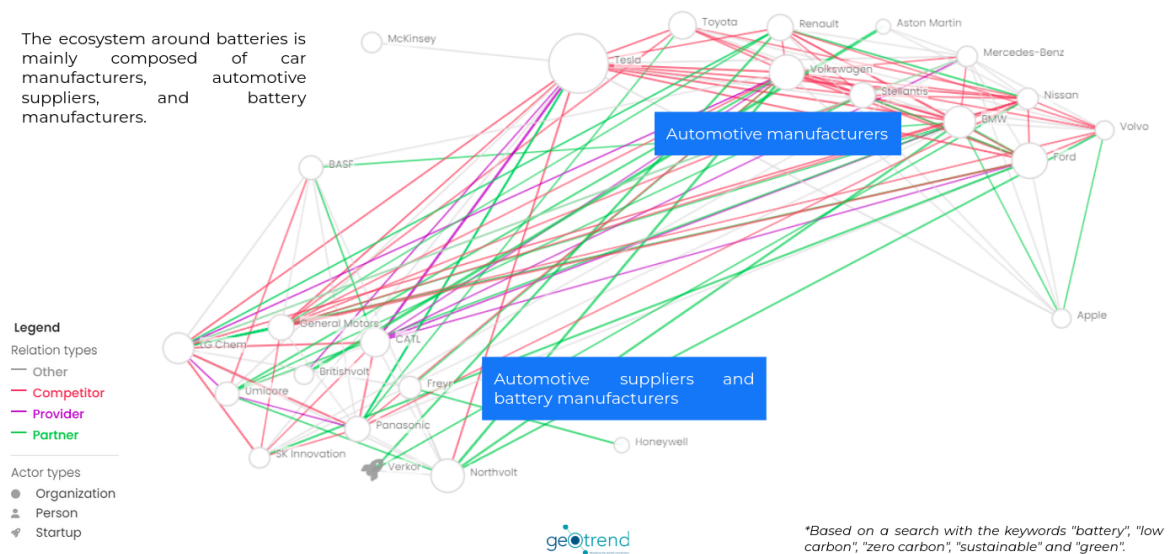 The ecosystem around batteries is
mainly composed of car
manufacturers, automotive
suppliers, and battery
manufacturers.
McKinsey
Toyota
Renault
Aston Martin
Tesla
Volkswagen
Mercedes-Benz
Stellantis
Nissan
BMW
Volvo
Automotive manufacturers
Ford
BASF
Apple
General Motors
LG Chem
CATL
Britishvolt
Freyr
Umicore
Automotive suppliers and
battery manufacturers
Panasonic
Honeywell
SK Innovation
Verkor
Northvolt
Legend
Relation types
Other
Competitor
Provider
Partner
Actor types
Organization
Person
Startup
geotrend
*Based on a search with the keywords "battery", "low
carbon", "zero carbon", "sustainable" and "green".